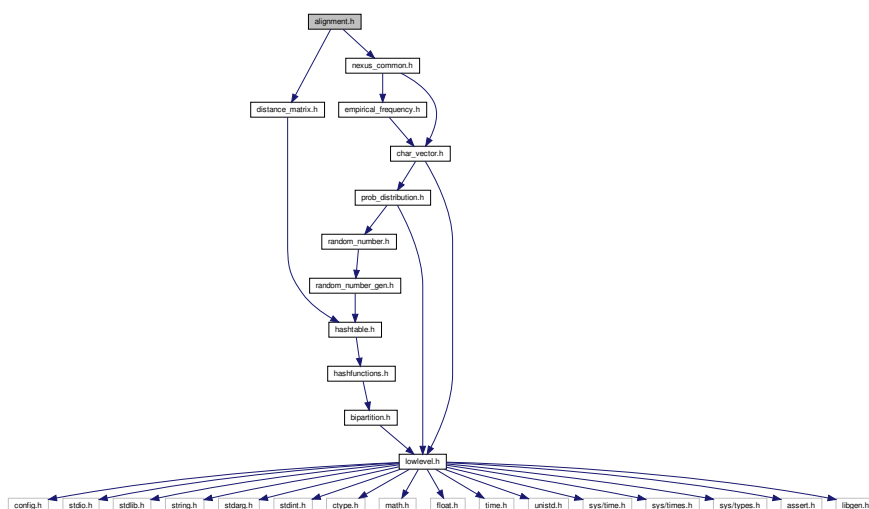 alignment.h
nexus_common.h
distance_matrix.h empirical_frequency.h
char_vector.h
prob_distribution.h
random_number.h
random_number_gen.h
hashtable.h
hashfunctions.h
bipartition.h
lowlevel.h
config.h stdio.h stdlib.h string.h stdarg.h stdint.h ctype.h math.h float.h time.h unistd.h sys/time.h sys/times.h sys/types.h assert.h libgen.h